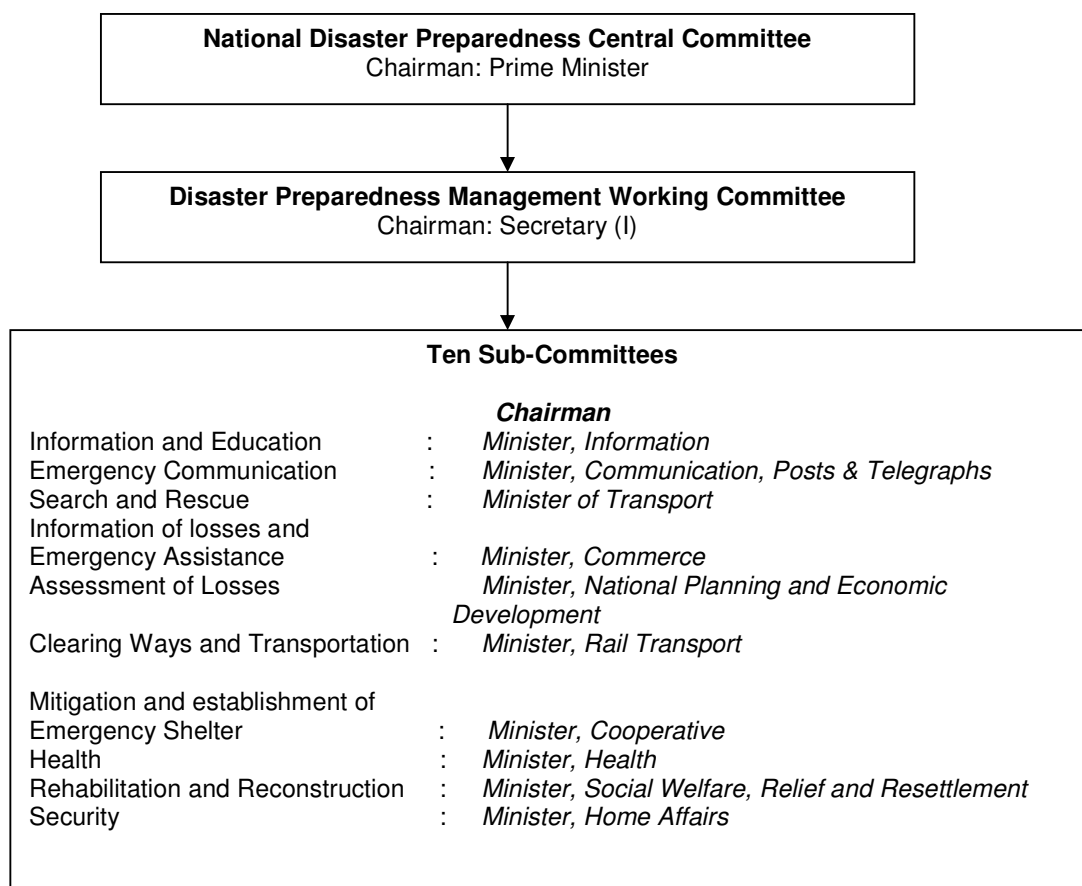 National Disaster Preparedness Central Committee
Chairman: Prime Minister
Disaster Preparedness Management Working Committee
Chairman: Secretary (I)
Ten Sub-Committees
Chairman
Information and Education : Minister, Information
Emergency Communication : Minister, Communication, Posts & Telegraphs
Search and Rescue : Minister of Transport
Information of losses and
Emergency Assistance : Minister, Commerce
Assessment of Losses Minister, National Planning and Economic
Development
Clearing Ways and Transportation : Minister, Rail Transport
Mitigation and establishment of
Emergency Shelter : Minister, Cooperative
Health : Minister, Health
Rehabilitation and Reconstruction : Minister, Social Welfare, Relief and Resettlement
Security : Minister, Home Affairs